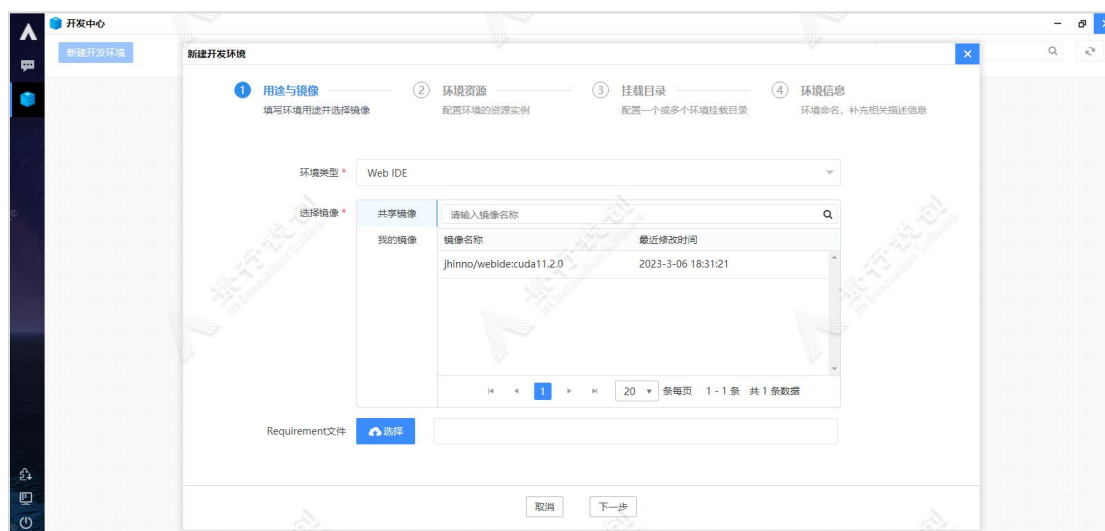 开发中心
新建开发环境
新建开发环境
1 用途与镜像 2 环境资源 3 挂载目录 4 环境信息
填写环境用途并选择镜像 配置环境的资源实例 配置一个或多个环境挂载目录 环境命名，补充相关描述信息
环境类型 * Web IDE
选择镜像 * 共享镜像 请输入镜像名称
我的镜像 镜像名称 最近修改时间
jhinno/webide:cuda11.2.0 2023-3-06 18:31:21
1 20 条每页 1 - 1 条 共 1 条数据
Requirement文件 选择
取消 下一步
景行锐创
JH Innovation Software